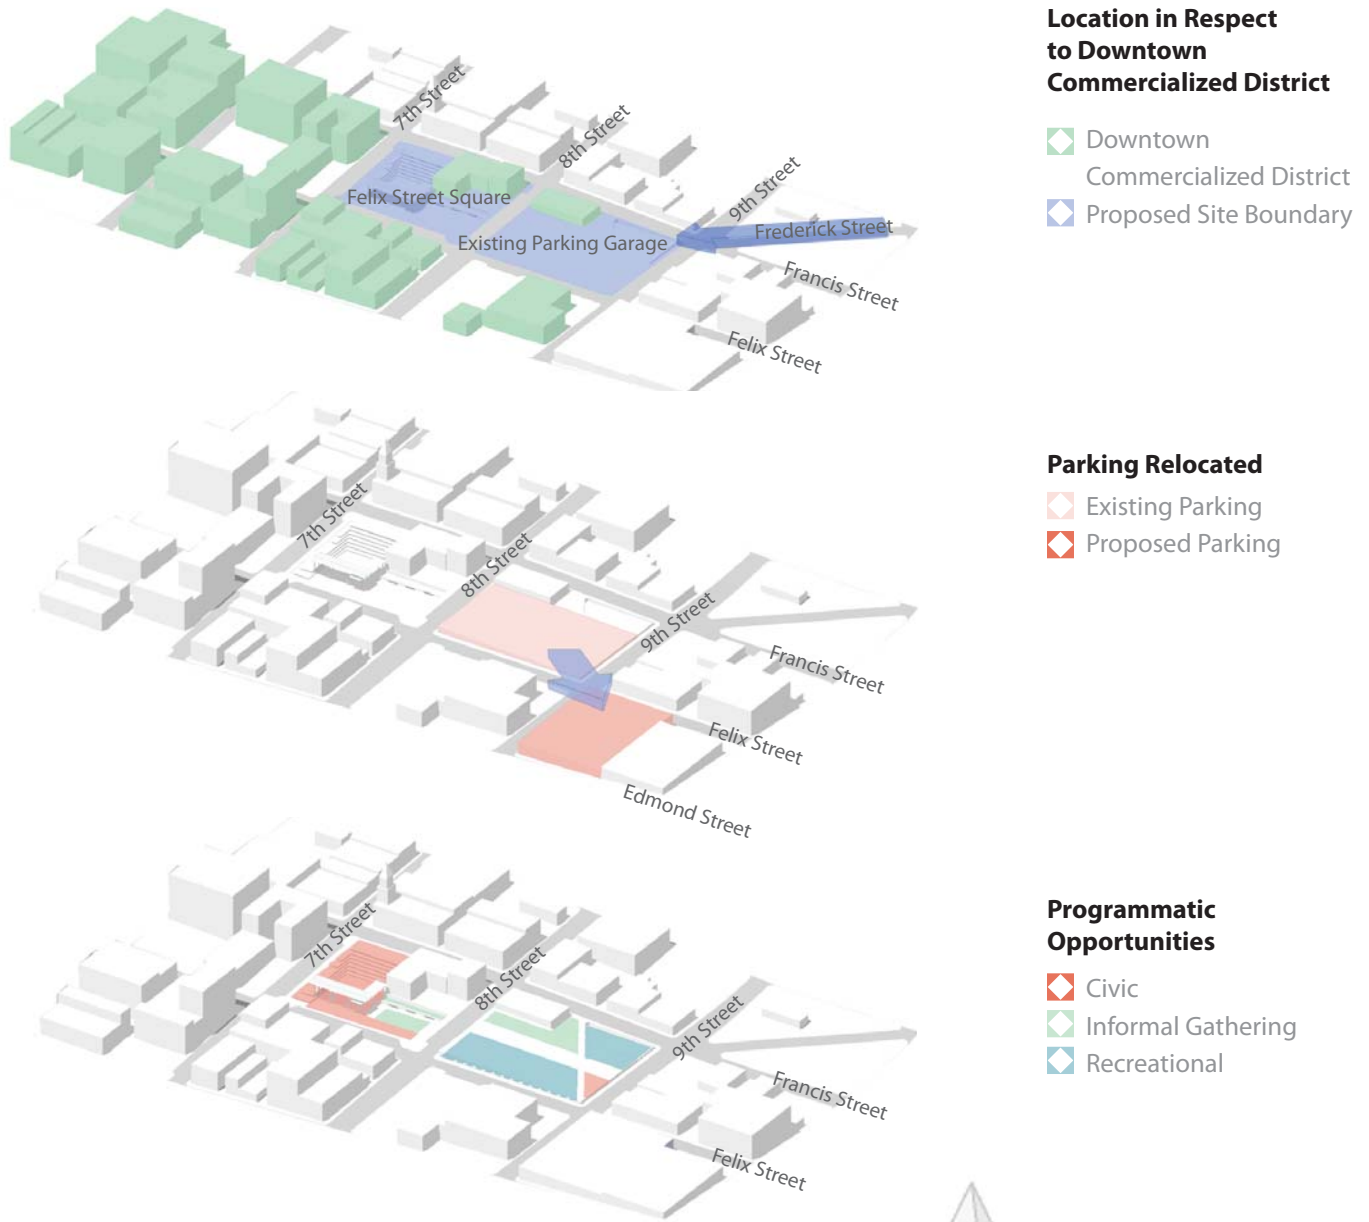 Location in Respect
to Downtown
Commercialized District
Downtown
Commercialized District
Proposed Site Boundary
7th Street
8th Street
9th Street
Felix Street Square
Existing Parking Garage
Frederick Street
Francis Street
Felix Street
Parking Relocated
Existing Parking
Proposed Parking
7th Street
8th Street
9th Street
Francis Street
Felix Street
Edmond Street
Programmatic
Opportunities
Civic
Informal Gathering
Recreational
7th Street
8th Street
9th Street
Francis Street
Felix Street